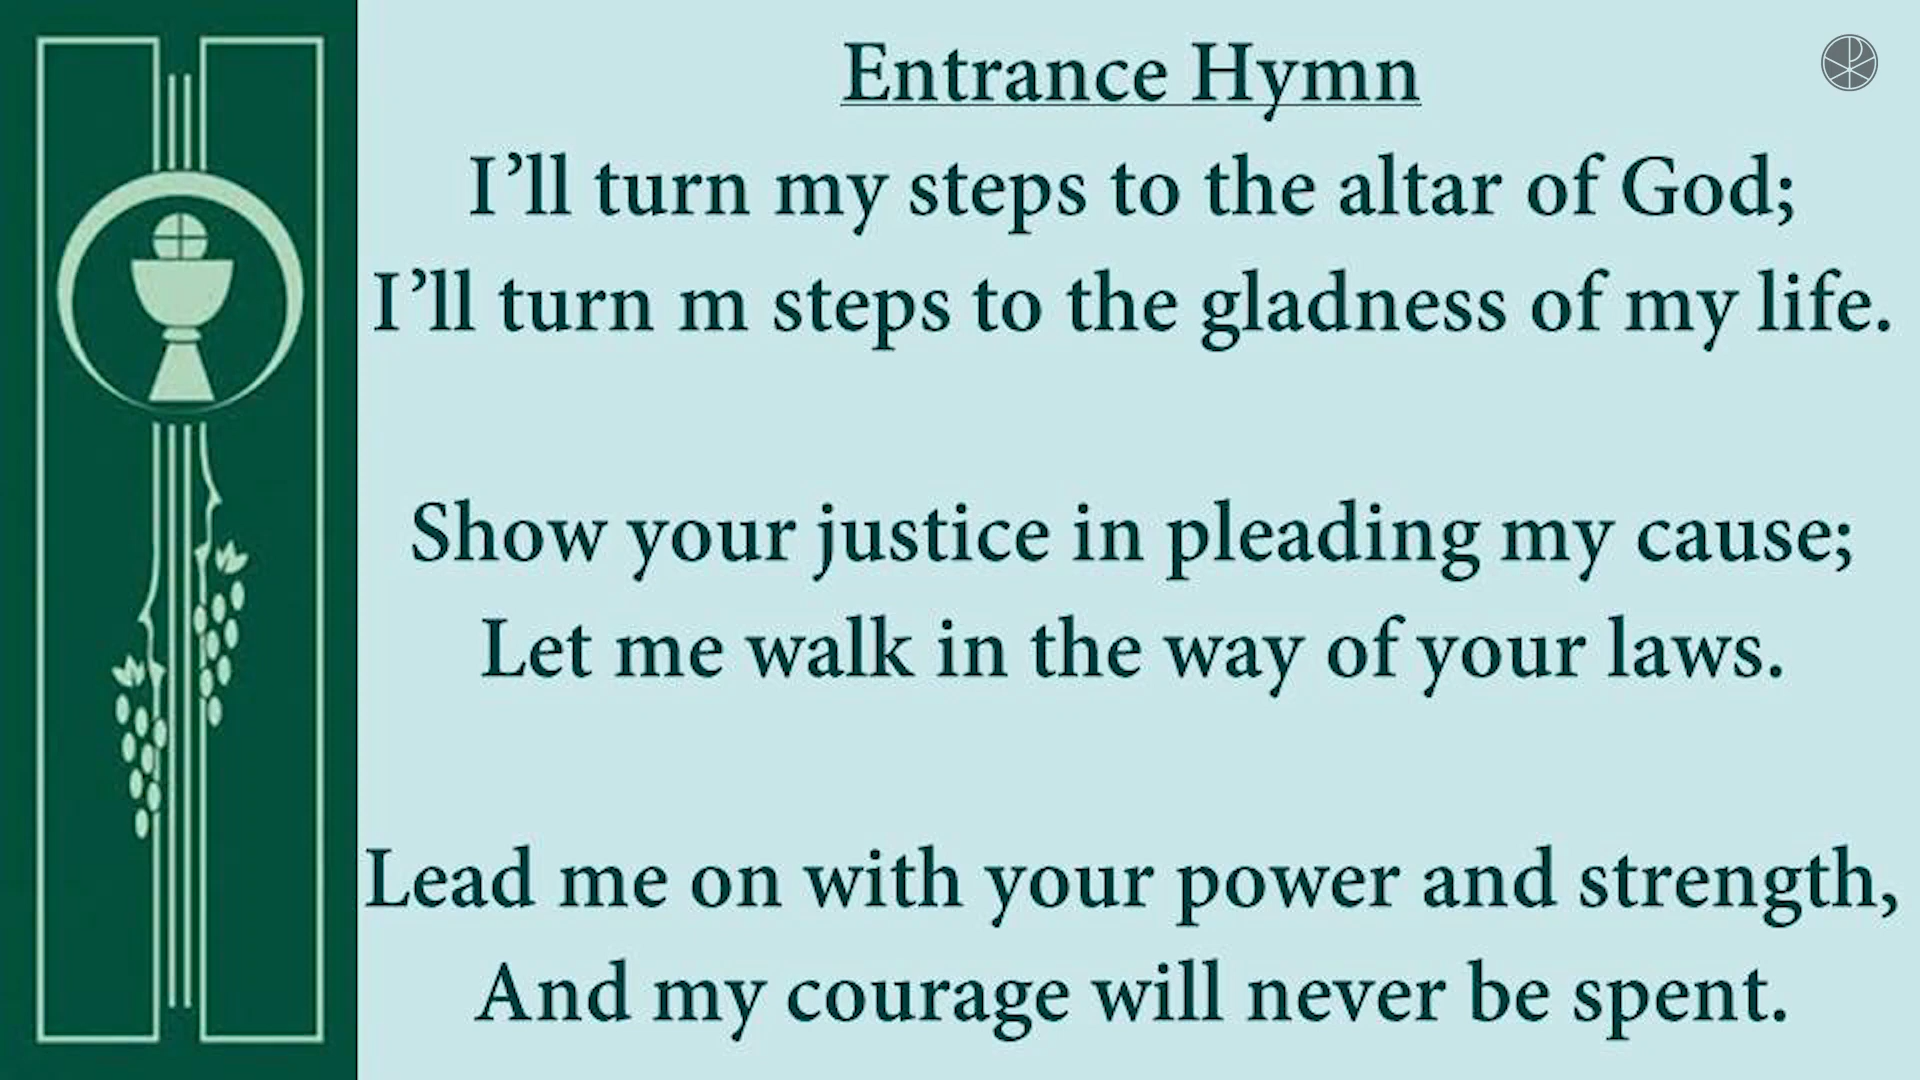 Entrance Hymn
I’ll turn my steps to the altar of God;
I’ll turn m steps to the gladness of my life.
Show your justice in pleading my cause;
Let me walk in the way of your laws.
Lead me on with your power and strength,
And my courage will never be spent.